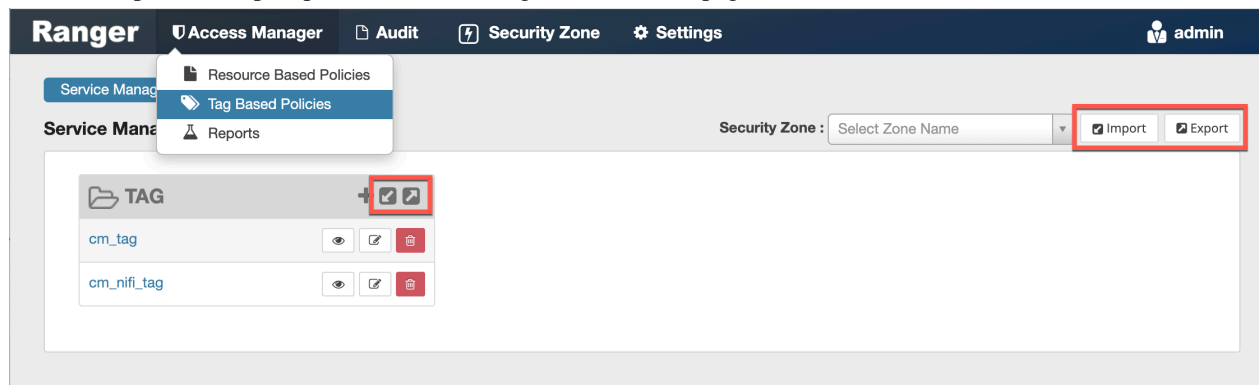 Ranger Access Manager Audit Security Zone Settings admin
Resource Based Policies
Service Manag
Tag Based Policies
Service Mana
Reports
Security Zone : Select Zone Name Import Export
TAG
cm_tag
cm_nifi_tag